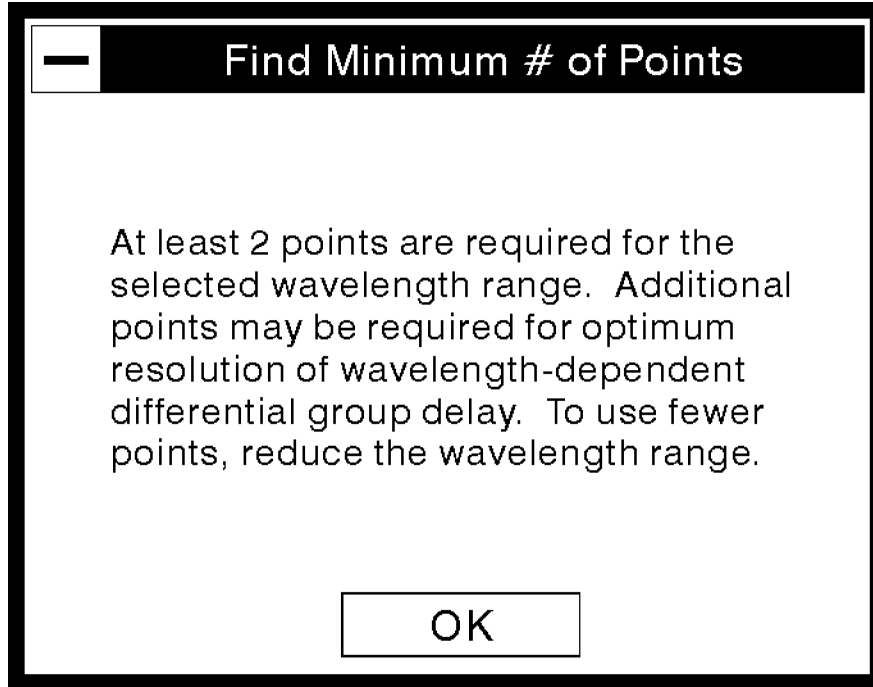 Find Minimum # of Points
At least 2 points are required for the
selected wavelength range.  Additional
points may be required for optimum
resolution of wavelength-dependent
differential group delay.  To use fewer
points, reduce the wavelength range.
OK